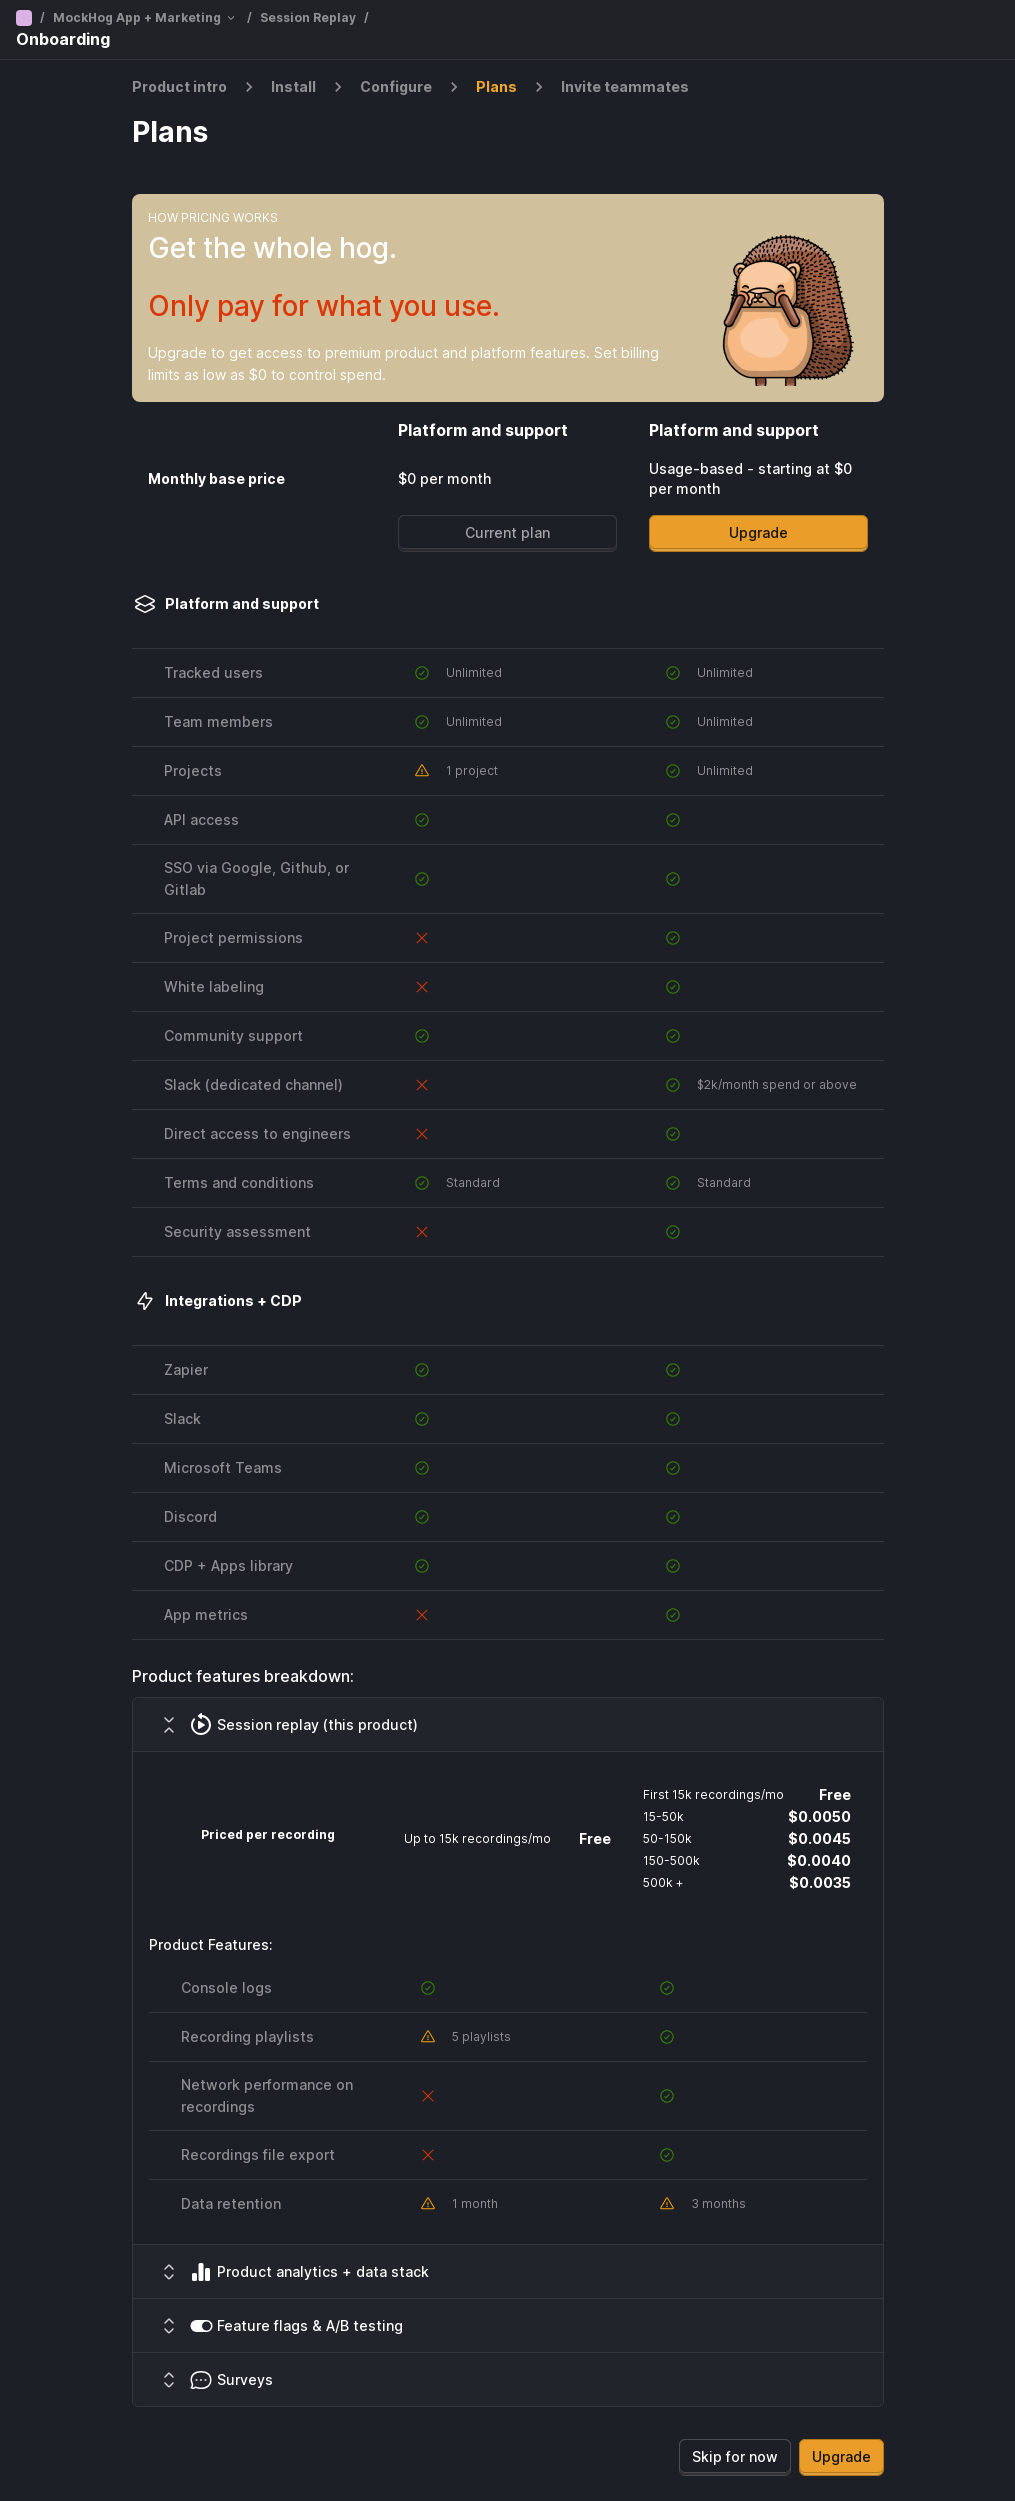 / MockHog App + Marketing / Session Replay /
Onboarding
Product intro Install Configure Plans Invite teammates
Plans
HOW PRICING WORKS
Get the whole hog.
Only pay for what you use.
Upgrade to get access to premium product and platform features. Set billing
limits as low as $0 to control spend.
Platform and support Platform and support
Monthly base price $0 per month Usage-based - starting at $0
per month
Current plan Upgrade
Platform and support
Tracked users Unlimited Unlimited
Team members Unlimited Unlimited
Projects 1 project Unlimited
API access
SSO via Google, Github, or
Gitlab
Project permissions
White labeling
Community support
Slack (dedicated channel) $2k/month spend or above
Direct access to engineers
Terms and conditions Standard Standard
Security assessment
Integrations + CDP
Zapier
Slack
Microsoft Teams
Discord
CDP + Apps library
App metrics
Product features breakdown:
Session replay (this product)
Priced per recording
Up to 15k recordings/mo Free
First 15k recordings/mo Free
15-50k $0.0050
50-150k $0.0045
150-500k $0.0040
500k + $0.0035
Product Features:
Console logs
Recording playlists 5 playlists
Network performance on
recordings
Recordings file export
Data retention 1 month 3 months
Product analytics + data stack
Feature flags & A/B testing
Surveys
Skip for now Upgrade